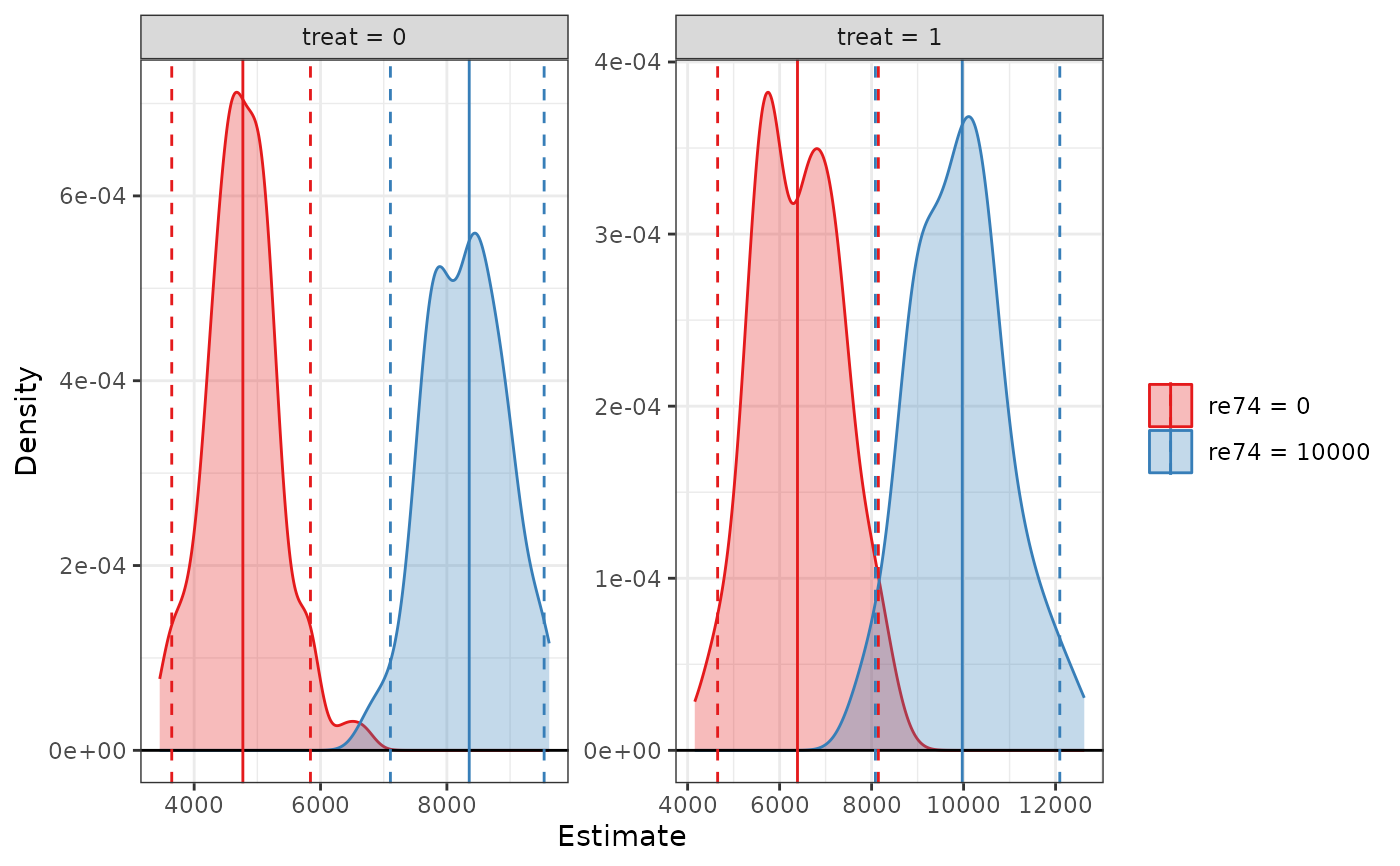 treat = 0
treat = 1
Density
6e-04
4e-04
2e-04
0e+00
4e-04
3e-04
2e-04
1e-04
0e+00
4000 6000 8000
4000 6000 8000 10000 12000
Estimate
re74 = 0
re74 = 10000